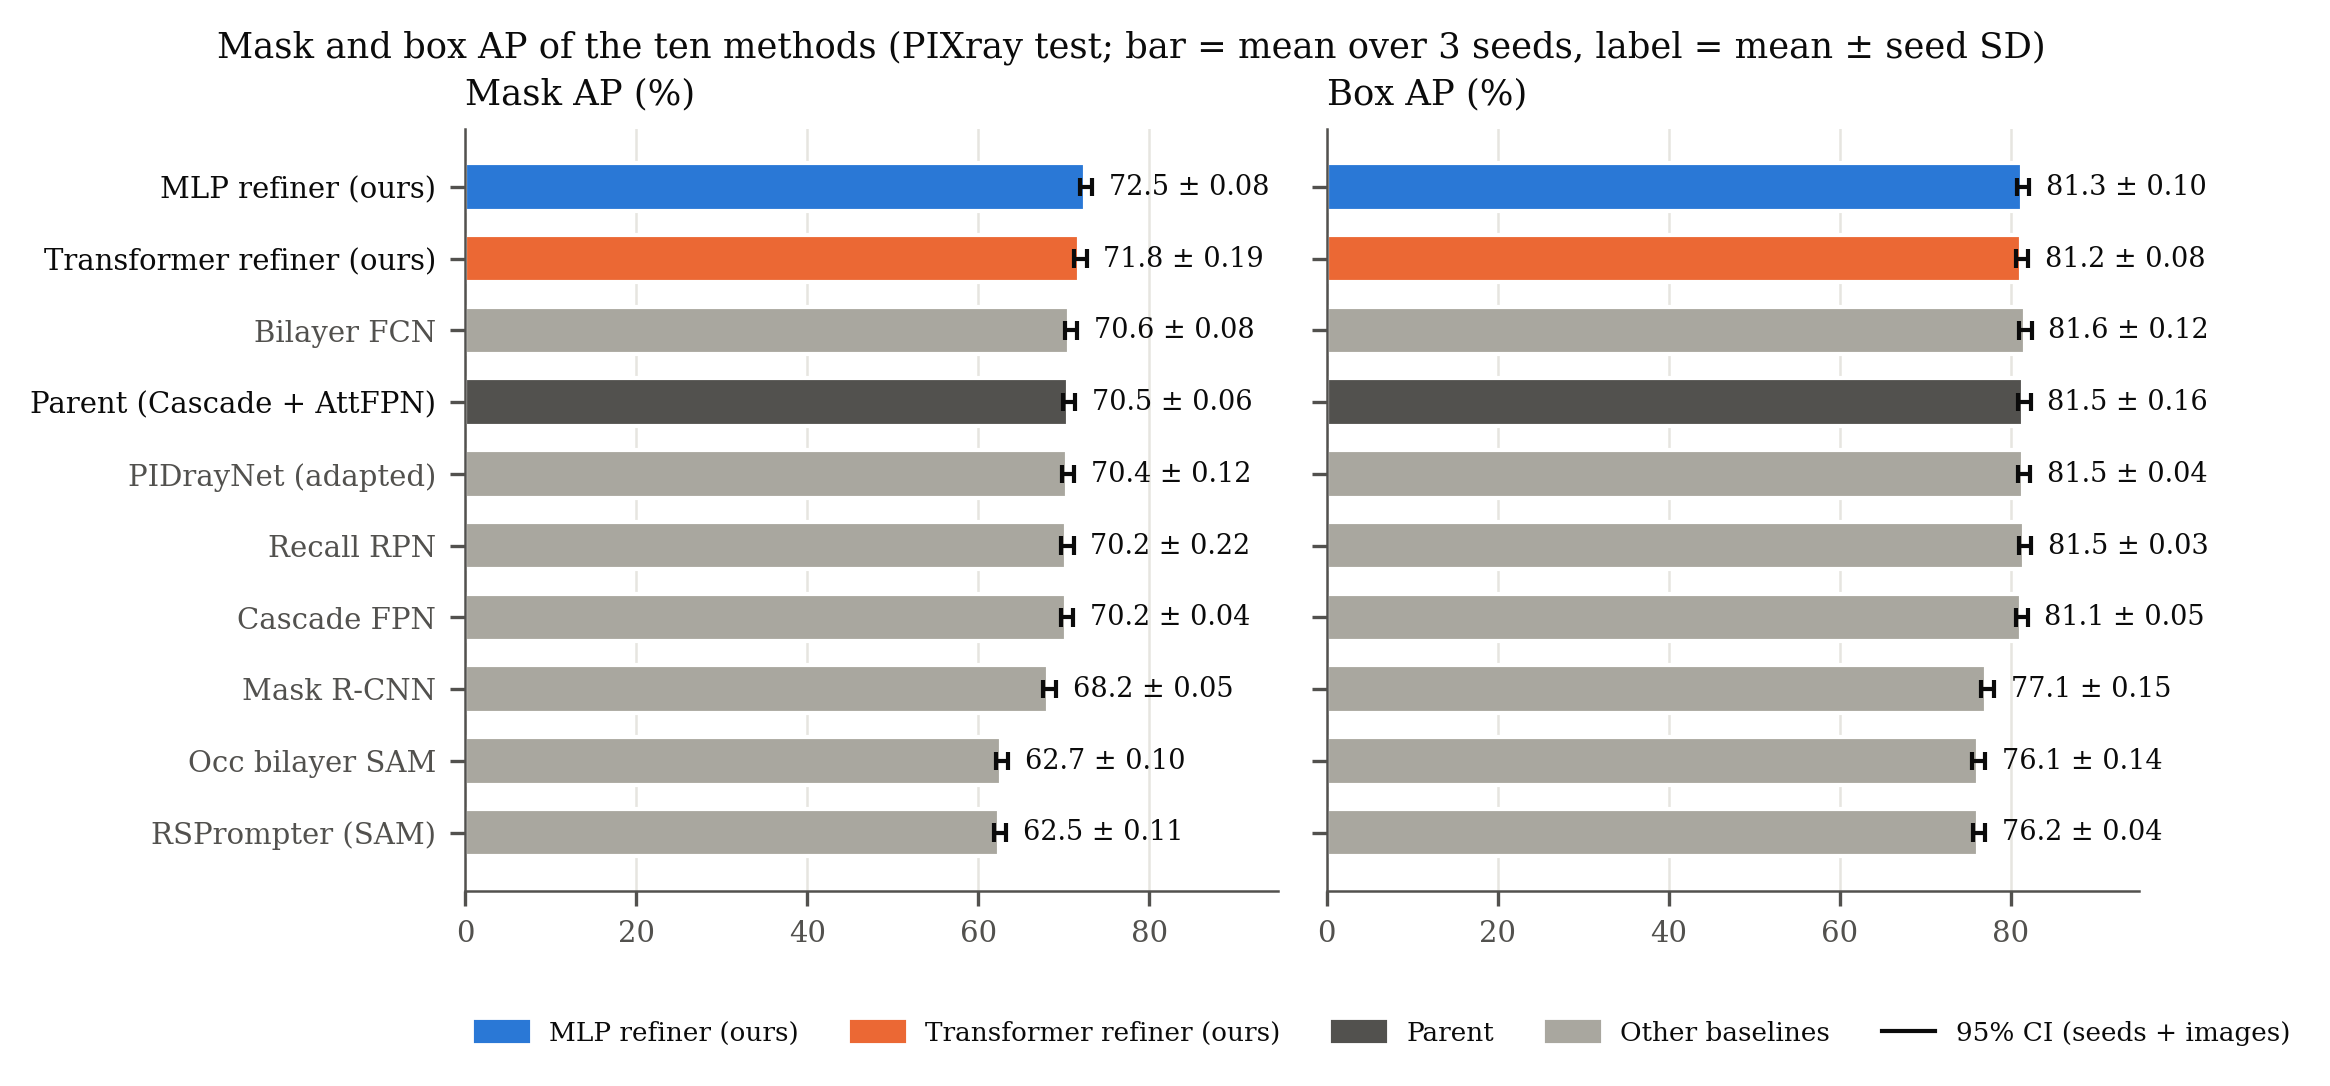 Mask and box AP of the ten methods (PIXray test; bar = mean over 3 seeds, label = mean ± seed SD)
Mask AP (%)
Box AP (%)
MLP refiner (ours) 72.5 ± 0.08 81.3 ± 0.10
Transformer refiner (ours) 71.8 ± 0.19 81.2 ± 0.08
Bilayer FCN 70.6 ± 0.08 81.6 ± 0.12
Parent (Cascade + AttFPN) 70.5 ± 0.06 81.5 ± 0.16
PIDrayNet (adapted) 70.4 ± 0.12 81.5 ± 0.04
Recall RPN 70.2 ± 0.22 81.5 ± 0.03
Cascade FPN 70.2 ± 0.04 81.1 ± 0.05
Mask R-CNN 68.2 ± 0.05 77.1 ± 0.15
Occ bilayer SAM 62.7 ± 0.10 76.1 ± 0.14
RSPrompter (SAM) 62.5 ± 0.11 76.2 ± 0.04
0 20 40 60 80 0 20 40 60 80
MLP refiner (ours) Transformer refiner (ours) Parent Other baselines 95% CI (seeds + images)